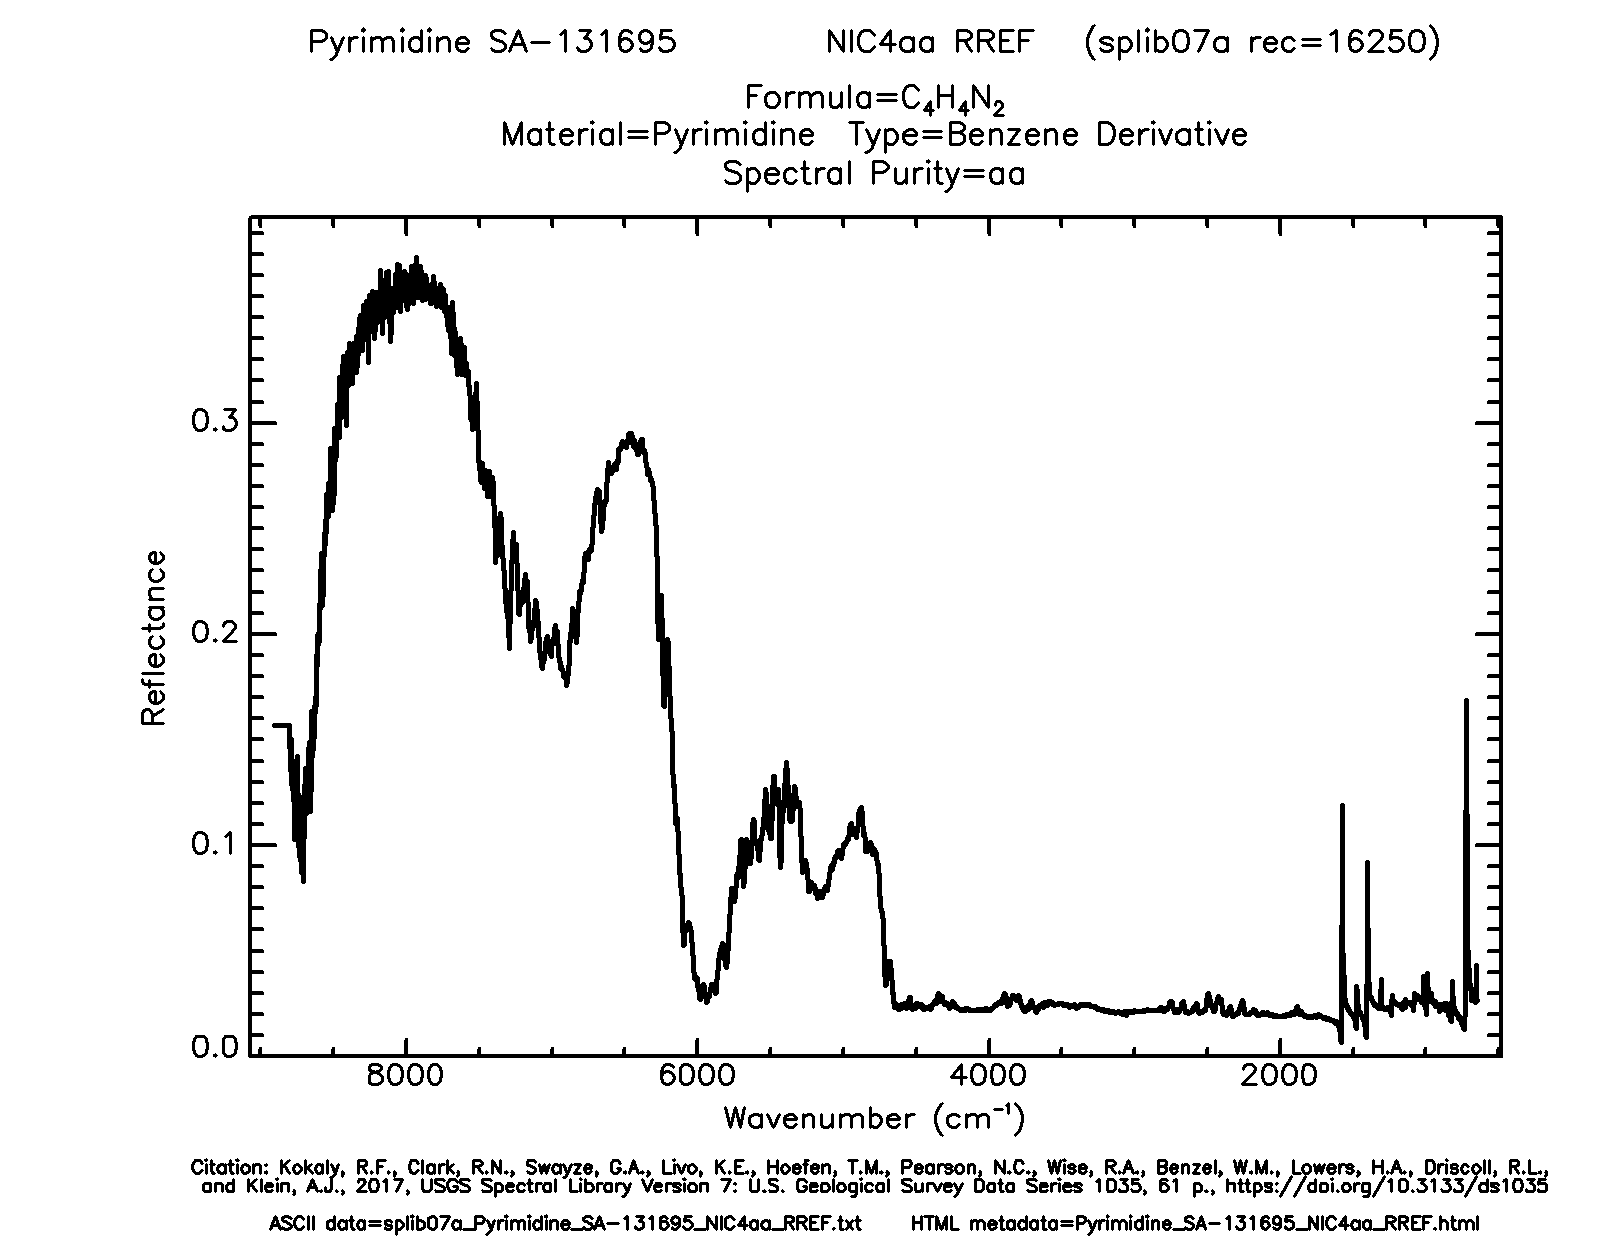 Pyrimidine SA-131695 NIC4aa RREF (splib07a rec=16250)
Formula=C₄H₄N₂
Material=Pyrimidine Type=Benzene Derivative
Spectral Purity=aa
0.3
0.2
0.1
0.0
Reflectance
8000 6000 4000 2000
Wavenumber (cm⁻¹)
Citation: Kokaly, R.F., Clark, R.N., Swayze, G.A., Livo, K.E., Hoefen, T.M., Pearson, N.C., Wise, R.A., Benzel, W.M., Lowers, H.A., Driscoll, R.L.,
and Klein, A.J., 2017, USGS Spectral Library Version 7: U.S. Geological Survey Data Series 1035, 61 p., https://doi.org/10.3133/ds1035
ASCII data=splib07a_Pyrimidine_SA-131695_NIC4aa_RREF.txt HTML metadata=Pyrimidine_SA-131695_NIC4aa_RREF.html